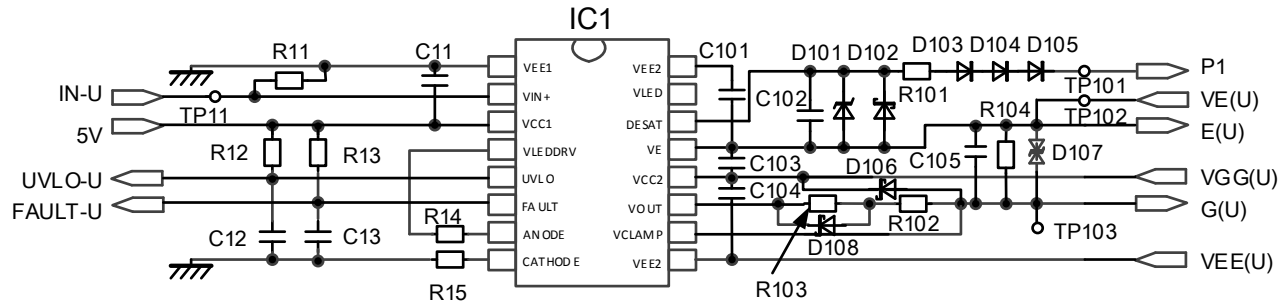 IC1
R11
C11
C101
D101
D102
D103
D104
D105
P1
VEE1
VEE2
IN-U
VIN+
VLED
C102
R101
TP101
VE(U)
TP11
R104
TP102
5V
VCC1
DESAT
E(U)
R12
R13
VLEDDRV
VE
C103
D106
C105
D107
UVLO-U
UVLO
VCC2
C104
VGG(U)
FAULT-U
FAULT
VOUT
G(U)
R14
R102
C12
C13
ANODE
VCLAMP
TP103
D108
CATHODE
VEE2
VEE(U)
R15
R103